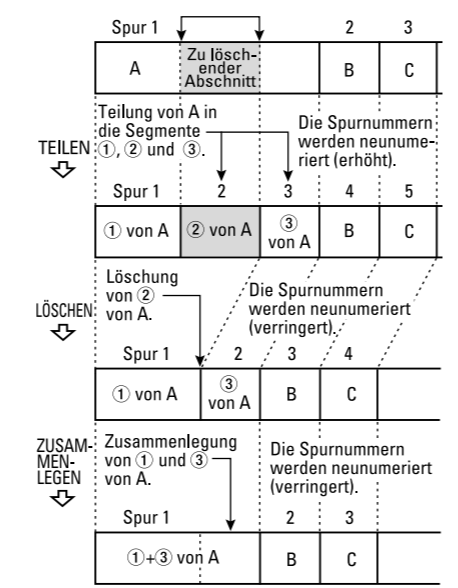 Spur 1 2 3
A
Zu lösch-
ender
Abschnitt
B C
Teilung von A in
die Segmente
①, ② und ③.
Die Spurnummern
werden neunume-
riert (erhöht).
TEILEN
Spur 1 2 3 4 5
① von A ② von A ③
von A
B C
Löschung
von ②
von A.
Die Spurnummern
werden neunumeriert
(verringert).
LÖSCHEN
Spur 1 2 3 4
① von A ③
von A
B C
ZUSAM-
MEN-
LEGEN
Zusammenlegung
von ① und ③
von A.
Die Spurnummern
werden neunumeriert
(verringert).
Spur 1 2 3
①+③ von A B C